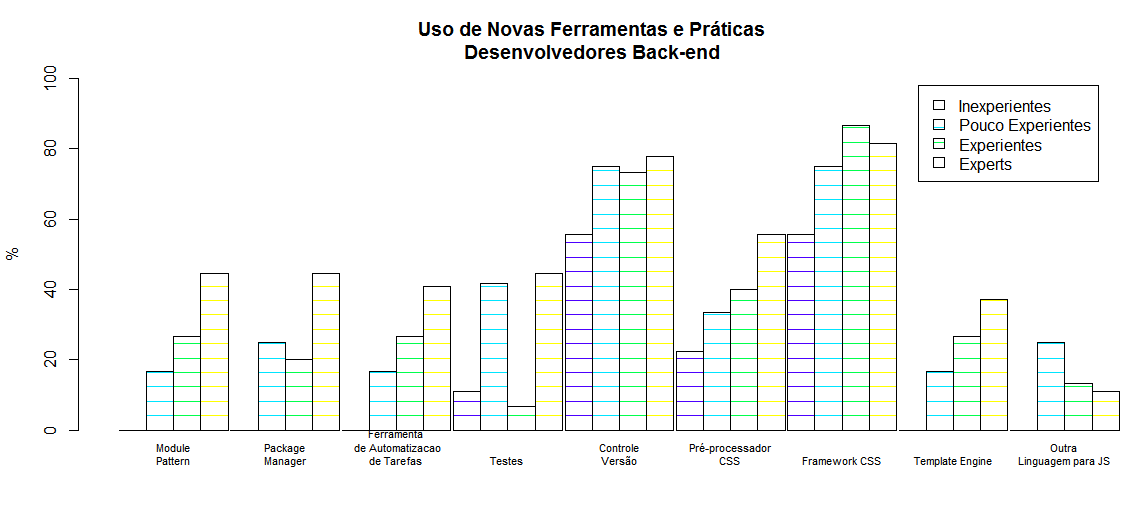 Uso de Novas Ferramentas e Práticas
Desenvolvedores Back-end
100
80
60
40
20
0
%
Inexperientes
Pouco Experientes
Experientes
Experts
Module
Pattern
Package
Manager
Ferramenta
de Automatizacao
de Tarefas
Testes
Controle
Versão
Pré-processador
CSS
Framework CSS
Template Engine
Outra
Linguagem para JS